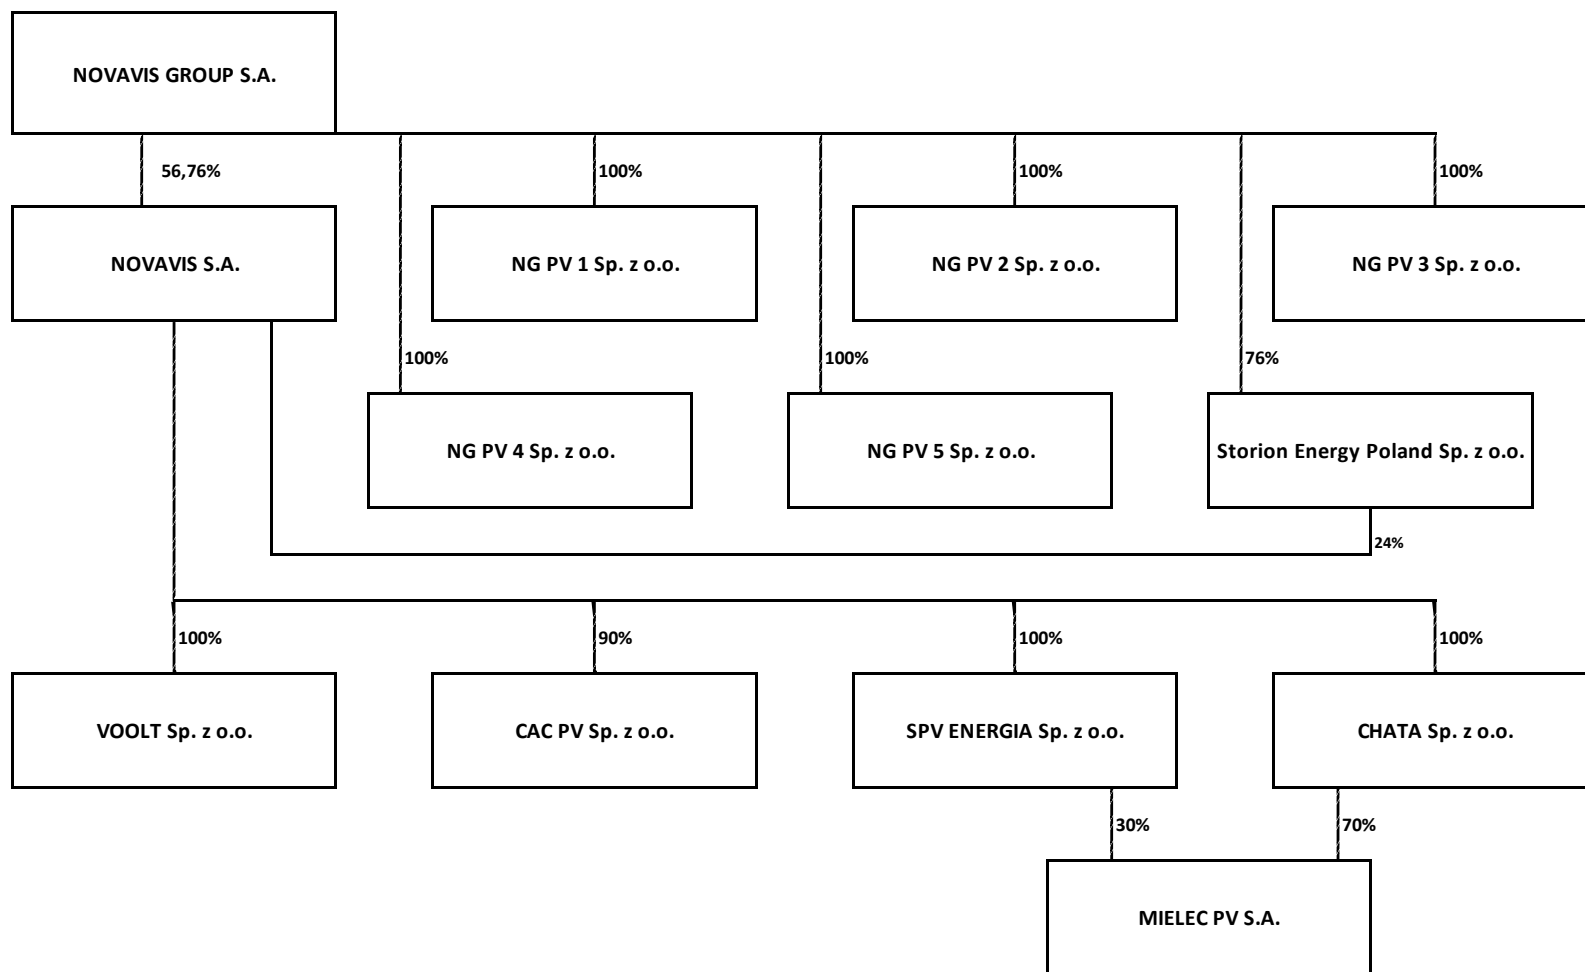 NOVAVIS GROUP S.A.
56,76%
100%
100%
100%
NOVAVIS S.A.
NG PV 1 Sp. z o.o.
NG PV 2 Sp. z o.o.
NG PV 3 Sp. z o.o.
100%
100%
76%
NG PV 4 Sp. z o.o.
NG PV 5 Sp. z o.o.
Storion Energy Poland Sp. z o.o.
24%
100%
90%
100%
100%
VOOLT Sp. z o.o.
CAC PV Sp. z o.o.
SPV ENERGIA Sp. z o.o.
CHATA Sp. z o.o.
30%
70%
MIELEC PV S.A.